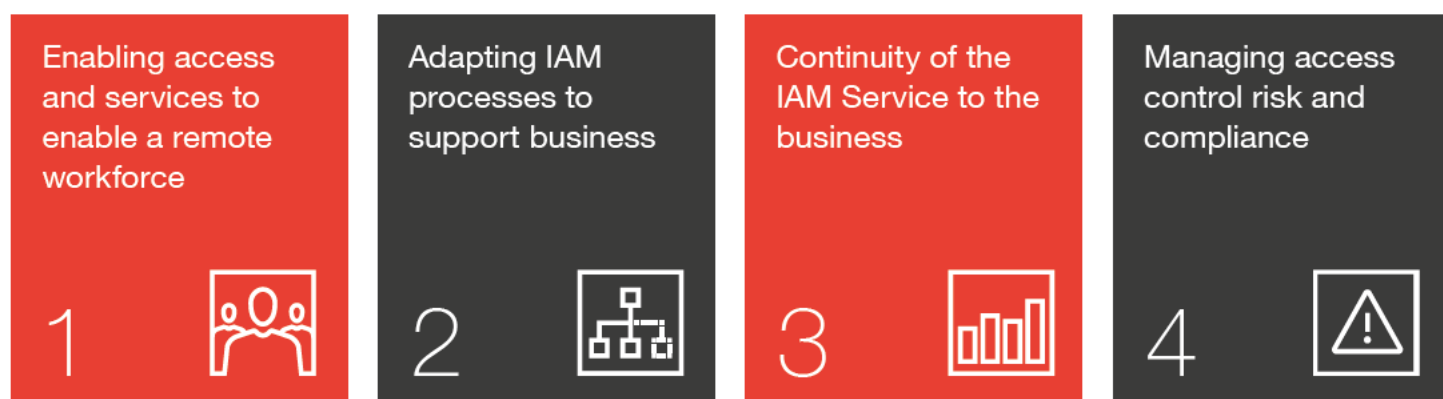 Enabling access
and services to
enable a remote
workforce
1
Adapting IAM
processes to
support business
2
Continuity of the
IAM Service to the
business
3
Managing access
control risk and
compliance
4